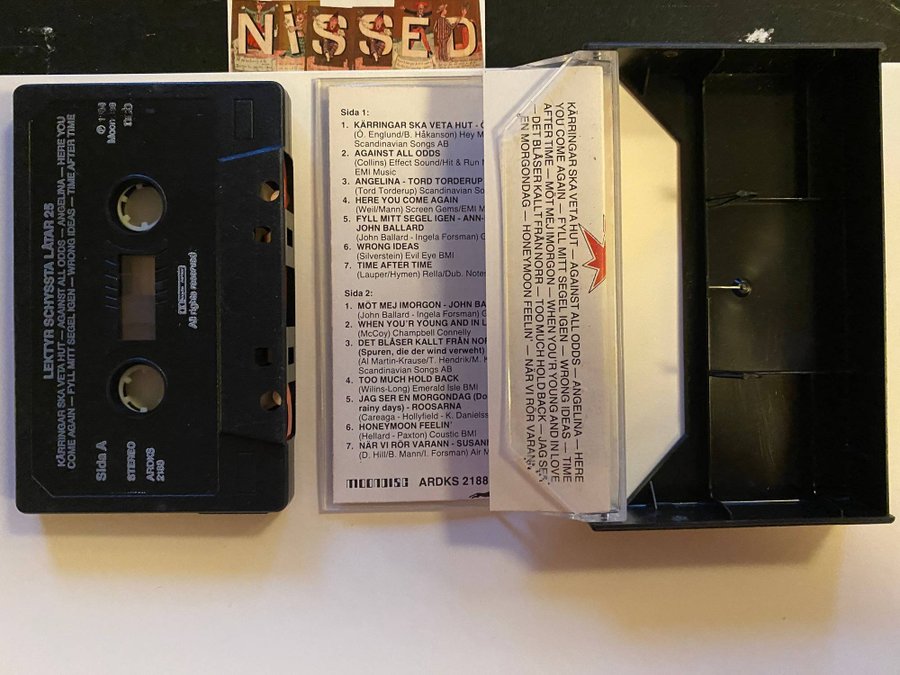 NiSSED
LEKTYR SCHYSSTA LÅTAR 25
KÄRRINGAR SKA VETA HUT — AGAINST ALL ODDS — ANGELINA — HERE YOU
COME AGAIN — FYLL MITT SEGEL IGEN — WRONG IDEAS — TIME AFTER TIME
Sida A
STEREO
ARDKS
All rights reserved
Sida 1:
1. KÄRRINGAR SKA VETA HUT -
(Ö. Englund/B. Håkanson) Hey M
Scandinavian Songs AB
2. AGAINST ALL ODDS
(Collins) Effect Sound/Hit & Run
EMI Music
3. ANGELINA - TORD TORDERUP
(Tord Torderup) Scandinavian So
4. HERE YOU COME AGAIN
(Weil/Mann) Screen Gems/EMI M
5. FYLL MITT SEGEL IGEN - ANN-
JOHN BALLARD
(John Ballard - Ingela Forsman) G
6. WRONG IDEAS
(Silverstein) Evil Eye BMI
7. TIME AFTER TIME
(Lauper/Hymen) Rella/Dub. Notes
Sida 2:
1. MÖT MEJ IMORGON - JOHN BA
(John Ballard - Ingela Forsman) G
2. WHEN YOU'R YOUNG AND IN L
(McCoy) Champbell Connelly
3. DET BLÅSER KALLT FRÅN NOR
(Spuren, die der wind verweht)
(Al Martin-Krause/T. Hendrik/M. K
Scandinavian Songs AB
4. TOO MUCH HOLD BACK
(Wilins-Long) Emerald Isle BMI
5. JAG SER EN MORGONDAG (Do
rainy days) - ROOSARNA
(Careaga - Hollyfield - K. Danielss
6. HONEYMOON FEELIN'
(Hellard - Paxton) Coustic BMI
7. NÄR VI RÖR VARANN - SUSANN
(D. Hill/B. Mann/I. Forsman) Air M
MOONDISC ARDKS 2188
KÄRRINGAR SKA VETA HUT — AGAINST ALL ODDS — ANGELINA — HERE
YOU COME AGAIN — FYLL MITT SEGEL IGEN — WRONG IDEAS — TIME
AFTER TIME — MÖT MEJ IMORGON — WHEN YOU'R YOUNG AND IN LOVE
— DET BLÅSER KALLT FRÅN NORR — TOO MUCH HOLD BACK — JAG SER
EN MORGONDAG — HONEYMOON FEELIN' — NÄR VI RÖR VARANN